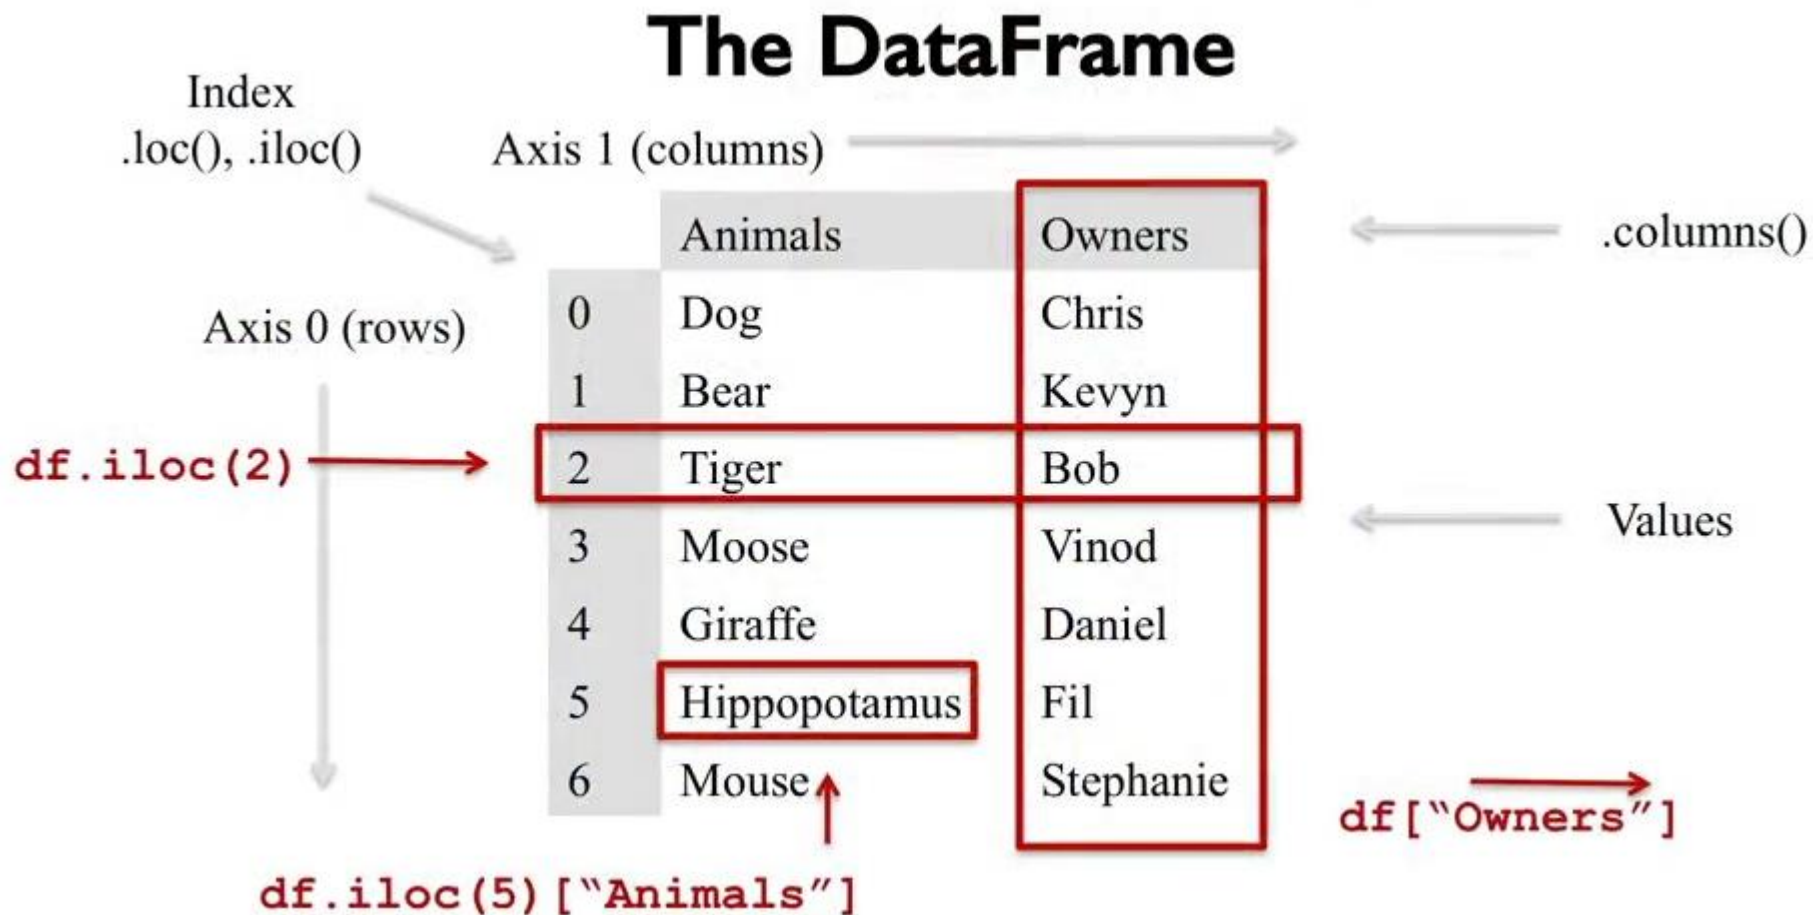 The DataFrame
Index
.loc(), .iloc()
Axis 1 (columns)
Animals Owners
.columns()
0 Dog Chris
Axis 0 (rows)
1 Bear Kevyn
df.iloc(2)
2 Tiger Bob
Values
3 Moose Vinod
4 Giraffe Daniel
5 Hippopotamus Fil
6 Mouse Stephanie
df[“Owners”]
df.iloc(5)[“Animals”]